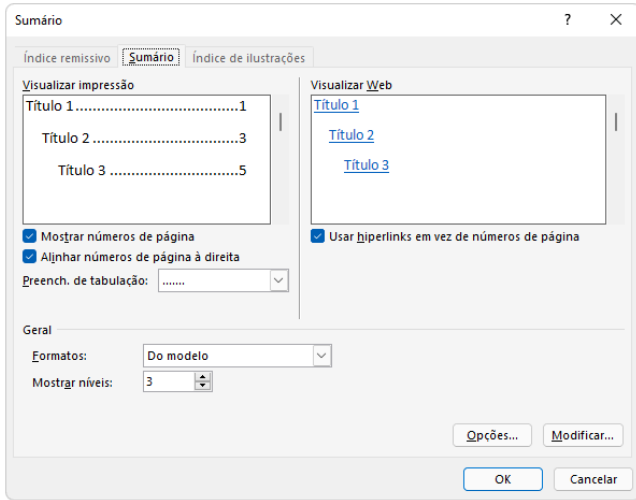 Sumário ? ×
Índice remissivo Sumário Índice de ilustrações
Visualizar impressão
Título 1......................................1
Título 2 ...................................3
Título 3 ................................5
Mostrar números de página
Alinhar números de página à direita
Preench. de tabulação: .......
Visualizar Web
Título 1
Título 2
Título 3
Usar hiperlinks em vez de números de página
Geral
Formatos: Do modelo
Mostrar níveis: 3
Opções... Modificar...
OK Cancelar